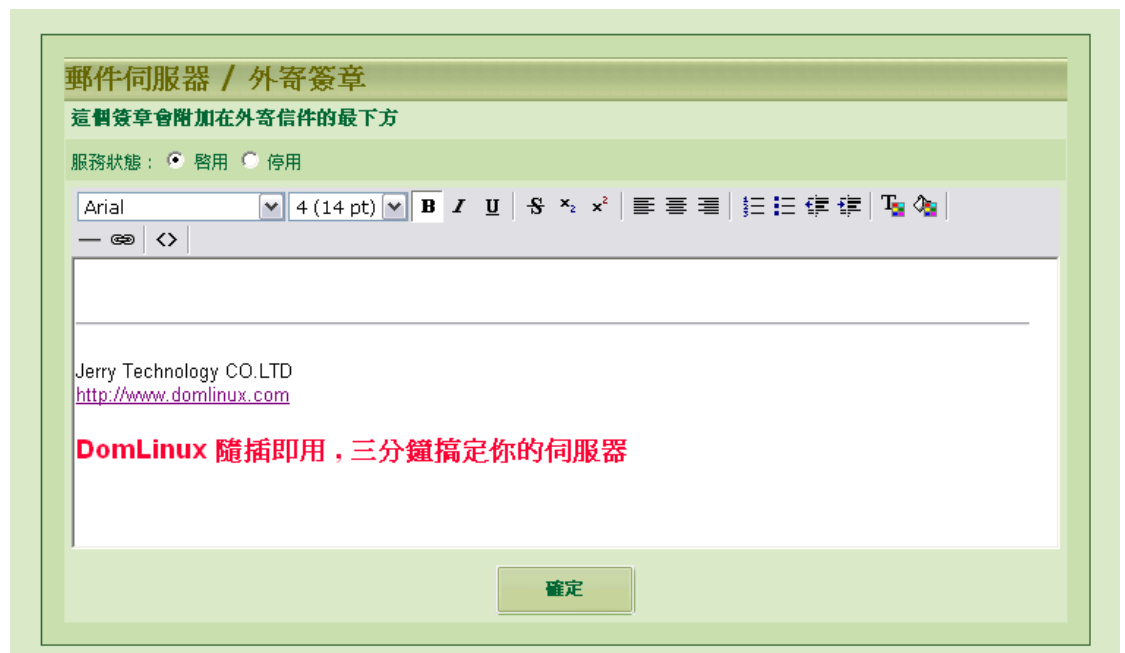 郵件伺服器 / 外寄簽章
這個簽章會附加在外寄信件的最下方
服務狀態： 啓用 停用
Arial 4 (14 pt) B I U S x₂ x² T
<>
Jerry Technology CO.LTD
http://www.domlinux.com
DomLinux 隨插即用，三分鐘搞定你的伺服器
確定